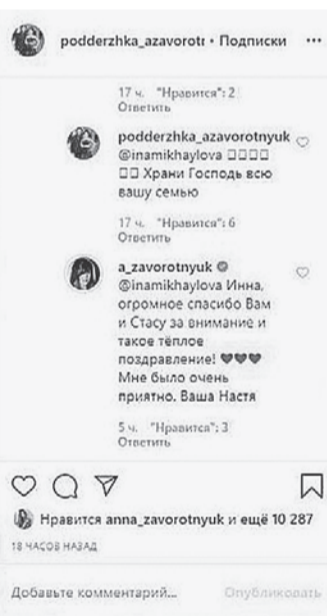 podderzhka_azavorotr • Подписки •••
17 ч. "Нравится": 2
Ответить
podderzhka_azavorotnyuk
@inamikhaylova □□□□
□□ Храни Господь всю
вашу семью
17 ч. "Нравится": 6
Ответить
a_zavorotnyuk
@inamikhaylova Инна,
огромное спасибо Вам
и Стасу за внимание и
такое тёплое
поздравление! ♥♥♥
Мне было очень
приятно. Ваша Настя
5 ч. "Нравится": 3
Ответить
Нравится anna_zavorotnyuk и ещё 10 287
18 ЧАСОВ НАЗАД
Добавьте комментарий... Опубликовать